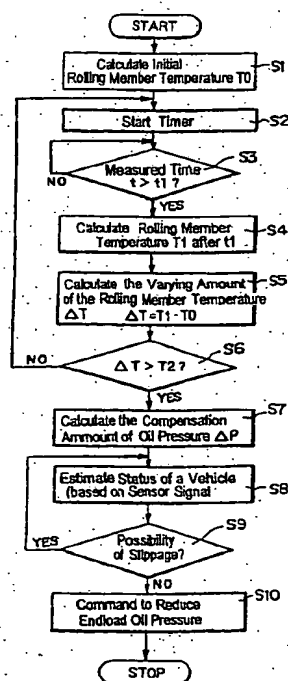 START
Calculate Initial
Rolling Member Temperature T0
S1
Start Timer
S2
Measured Time
t > t1 ?
S3
NO
YES
Calculate Rolling Member
Temperature T1 after t1
S4
Calculate the Varying Amount
of the Rolling Member Temperature
ΔT ΔT=T1-T0
S5
ΔT > T2?
S6
NO
YES
Calculate the Compensation
Ammount of Oil Pressure ΔP
S7
Estimate Status of a Vehicle
(based on Sensor Signal
S8
Possibility
of Slippage?
S9
YES
NO
Command to Reduce
Endload Oil Pressure
S10
STOP